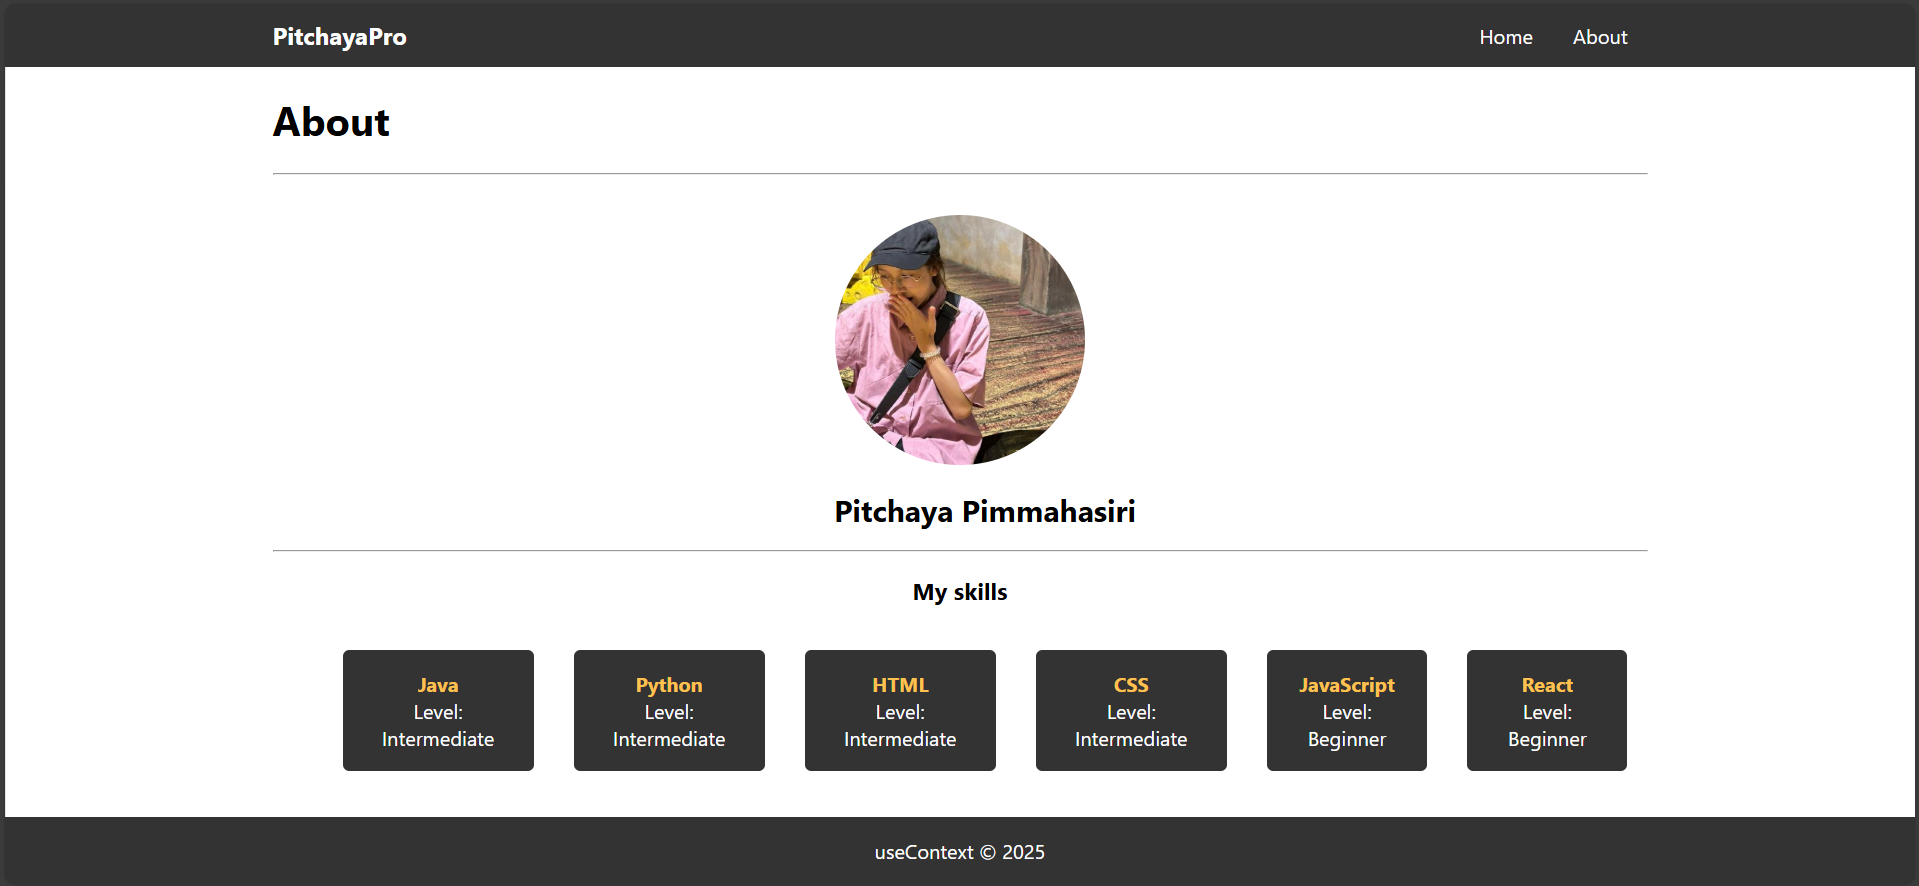 PitchayaPro
Home
About
About
Pitchaya Pimmahasiri
My skills
Java
Level:
Intermediate
Python
Level:
Intermediate
HTML
Level:
Intermediate
CSS
Level:
Intermediate
JavaScript
Level:
Beginner
React
Level:
Beginner
useContext © 2025